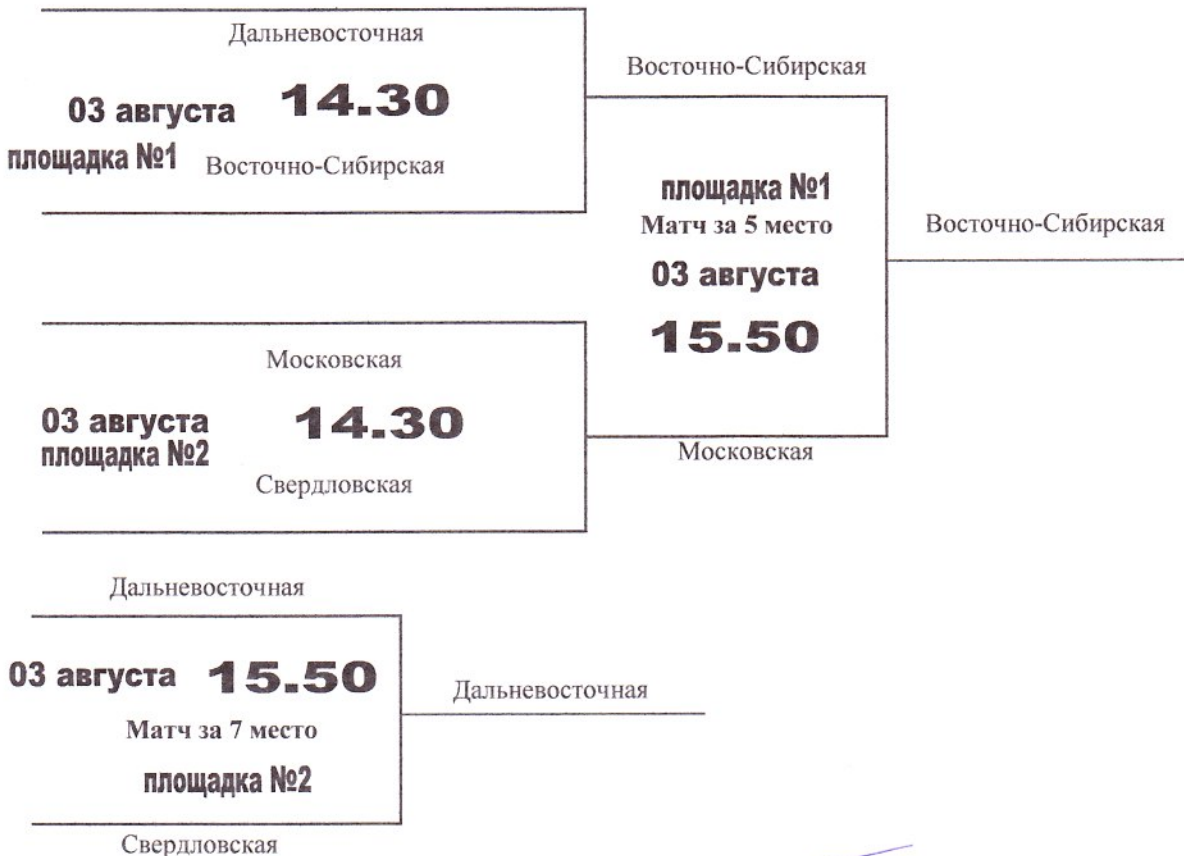 Дальневосточная
03 августа 14.30
площадка №1
Восточно-Сибирская
Восточно-Сибирская
площадка №1
Матч за 5 место
03 августа
15.50
Восточно-Сибирская
Московская
03 августа 14.30
площадка №2
Свердловская
Московская
Дальневосточная
03 августа 15.50
Матч за 7 место
площадка №2
Дальневосточная
Свердловская